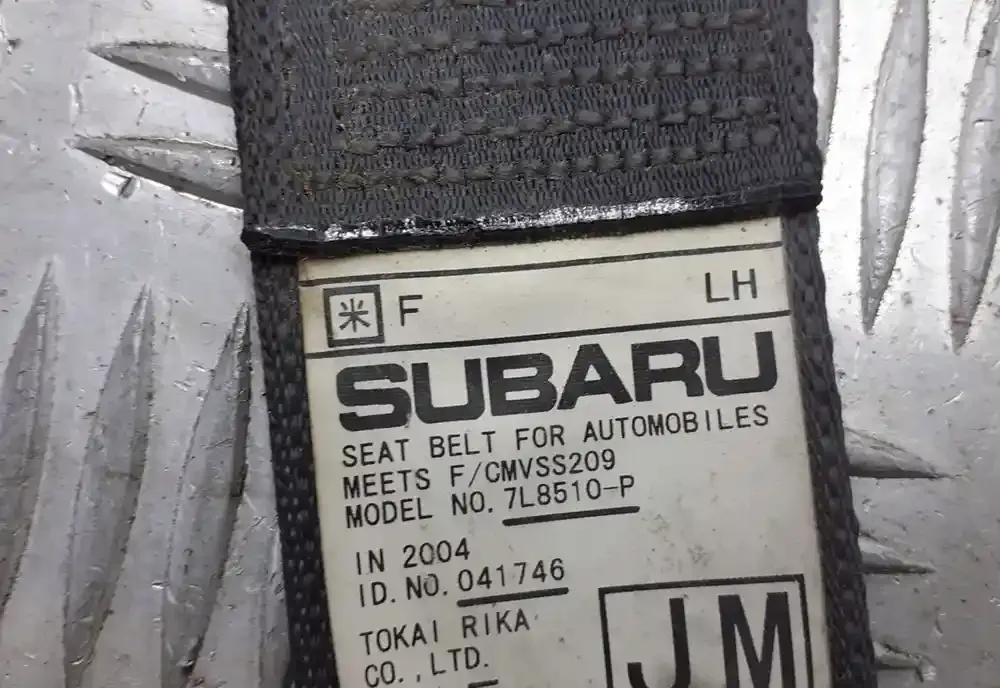 米 F LH
SUBARU
SEAT BELT FOR AUTOMOBILES
MEETS F/CMVSS209
MODEL NO. 7L8510-P
IN 2004
ID. NO. 041746
TOKAI RIKA
CO., LTD.
JM